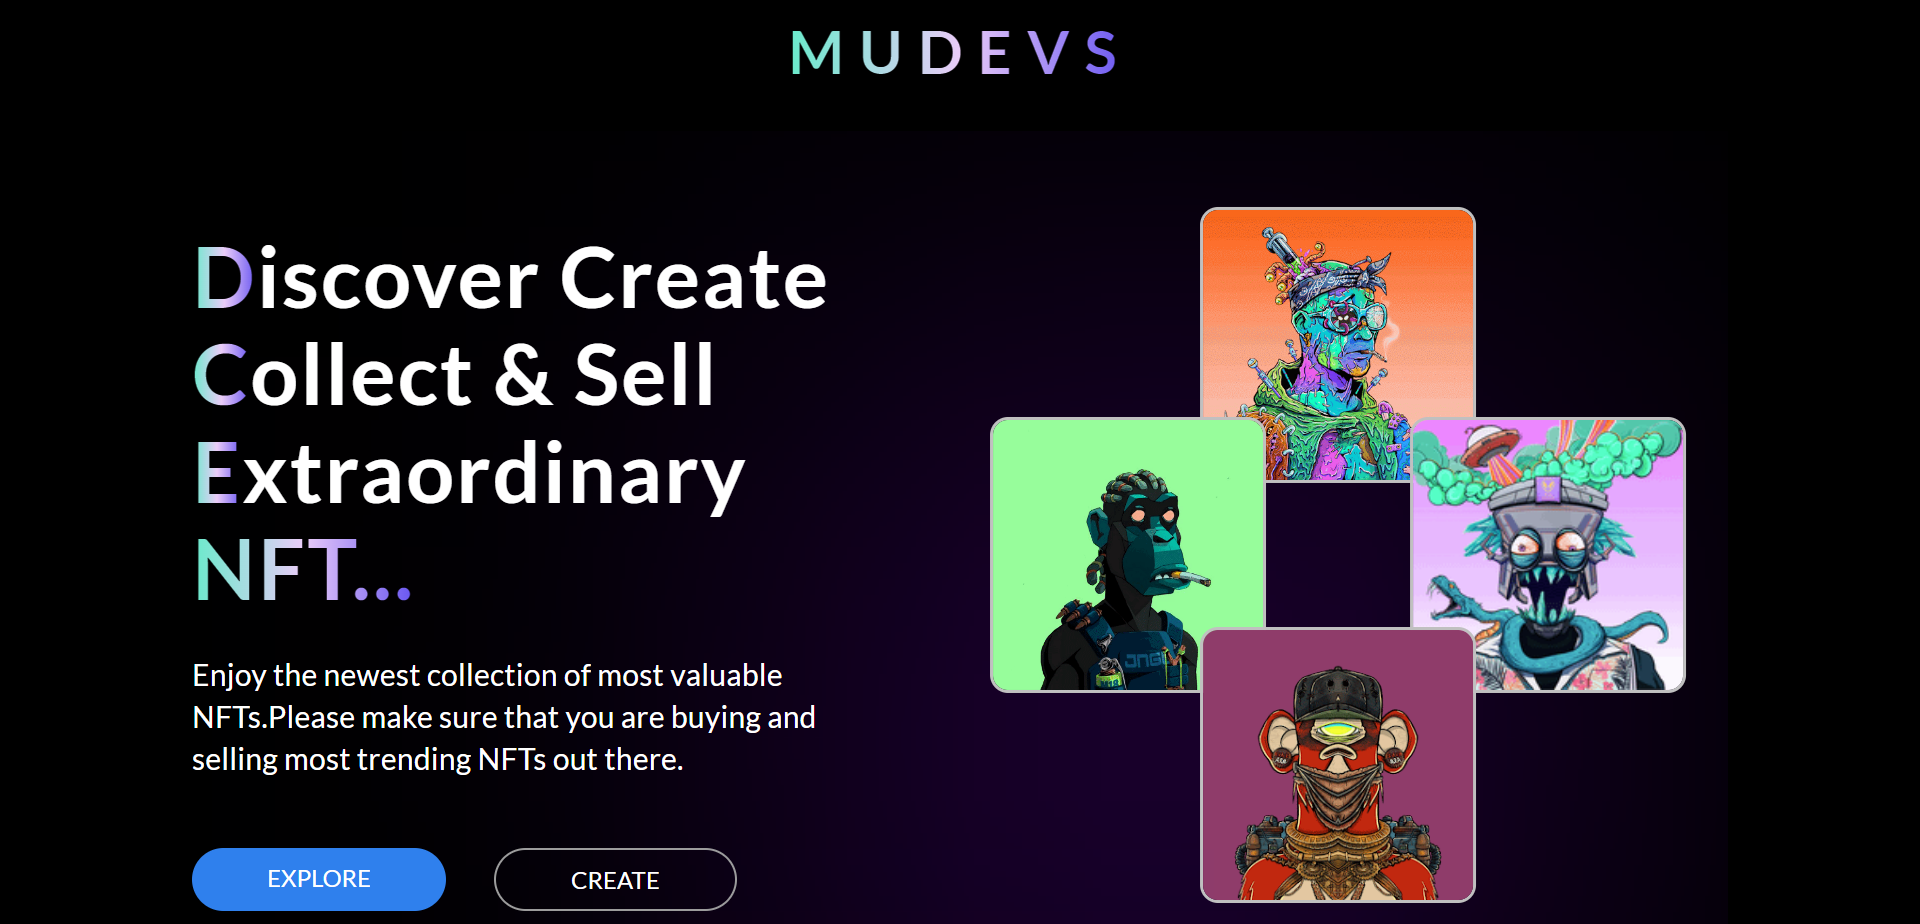 MUDEVS
Discover Create
Collect & Sell
Extraordinary
NFT...
Enjoy the newest collection of most valuable
NFTs.Please make sure that you are buying and
selling most trending NFTs out there.
EXPLORE
CREATE